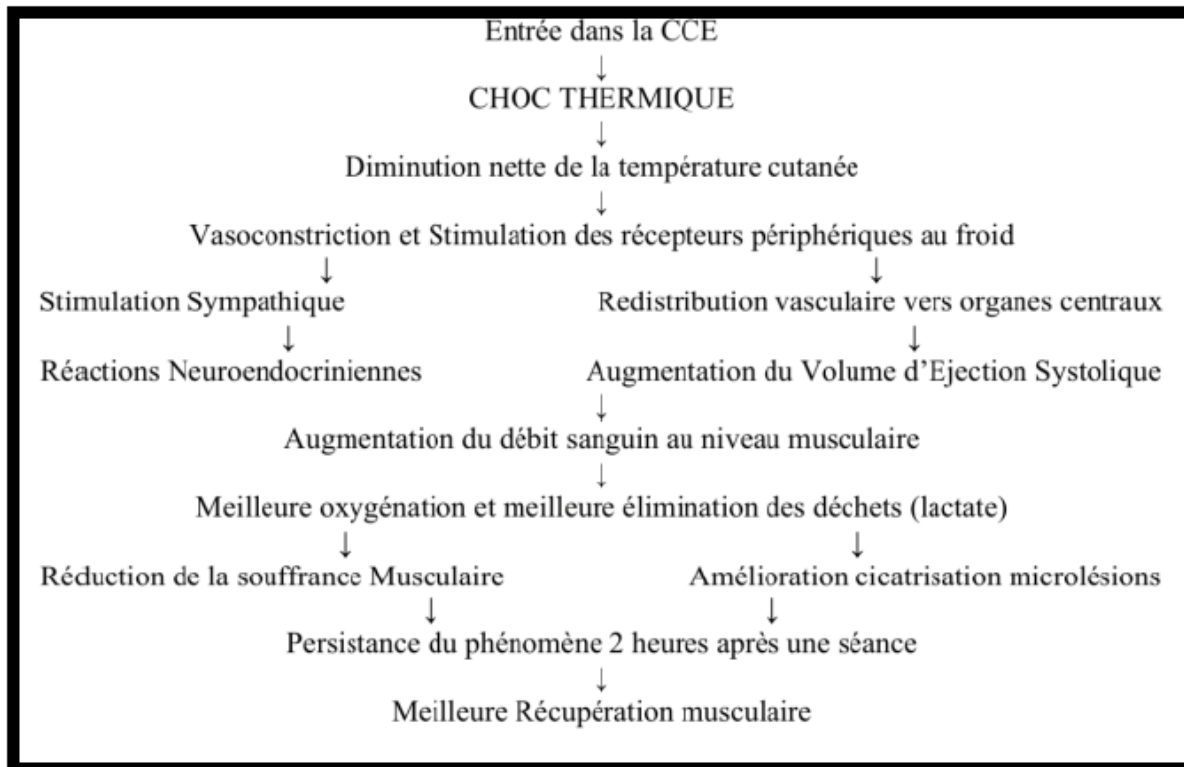 Entrée dans la CCE
↓
CHOC THERMIQUE
↓
Diminution nette de la température cutanée
↓
Vasoconstriction et Stimulation des récepteurs périphériques au froid
↓ ↓
Stimulation Sympathique Redistribution vasculaire vers organes centraux
↓ ↓
Réactions Neuroendocriniennes Augmentation du Volume d'Ejection Systolique
↓
Augmentation du débit sanguin au niveau musculaire
↓
Meilleure oxygénation et meilleure élimination des déchets (lactate)
↓ ↓
Réduction de la souffrance Musculaire Amélioration cicatrisation microlésions
↓ ↓
Persistance du phénomène 2 heures après une séance
↓
Meilleure Récupération musculaire